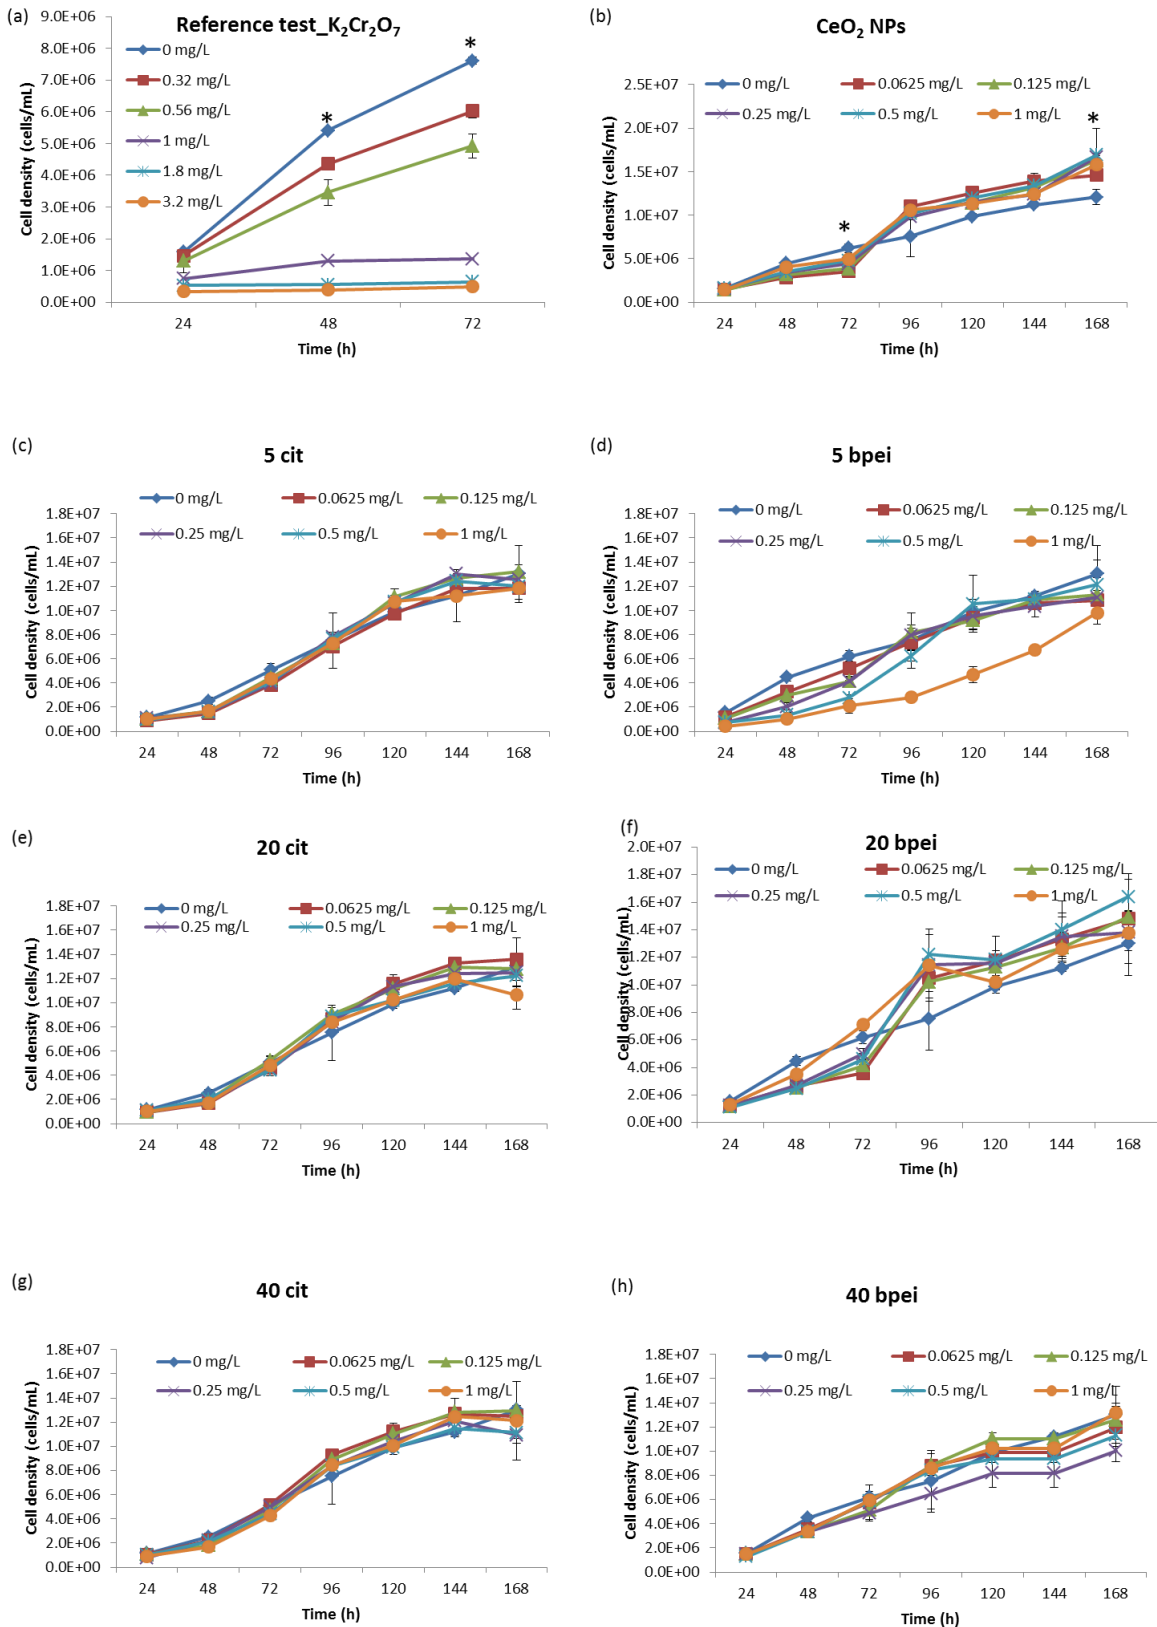 (a)
Reference test_K₂Cr₂O₇
0 mg/L
0.32 mg/L
0.56 mg/L
1 mg/L
1.8 mg/L
3.2 mg/L
*
*
Cell density (cells/mL)
9.0E+06
8.0E+06
7.0E+06
6.0E+06
5.0E+06
4.0E+06
3.0E+06
2.0E+06
1.0E+06
0.0E+00
24 48 72
Time (h)
(b)
CeO₂ NPs
0 mg/L 0.0625 mg/L 0.125 mg/L
0.25 mg/L 0.5 mg/L 1 mg/L
*
*
Cell density (cells/mL)
2.5E+07
2.0E+07
1.5E+07
1.0E+07
5.0E+06
0.0E+00
24 48 72 96 120 144 168
Time (h)
(c)
5 cit
0 mg/L 0.0625 mg/L 0.125 mg/L
0.25 mg/L 0.5 mg/L 1 mg/L
Cell density (cells/mL)
1.8E+07
1.6E+07
1.4E+07
1.2E+07
1.0E+07
8.0E+06
6.0E+06
4.0E+06
2.0E+06
0.0E+00
24 48 72 96 120 144 168
Time (h)
(d)
5 bpei
0 mg/L 0.0625 mg/L 0.125 mg/L
0.25 mg/L 0.5 mg/L 1 mg/L
Cell density (cells/mL)
1.8E+07
1.6E+07
1.4E+07
1.2E+07
1.0E+07
8.0E+06
6.0E+06
4.0E+06
2.0E+06
0.0E+00
24 48 72 96 120 144 168
Time (h)
(e)
20 cit
0 mg/L 0.0625 mg/L 0.125 mg/L
0.25 mg/L 0.5 mg/L 1 mg/L
Cell density (cells/mL)
1.8E+07
1.6E+07
1.4E+07
1.2E+07
1.0E+07
8.0E+06
6.0E+06
4.0E+06
2.0E+06
0.0E+00
24 48 72 96 120 144 168
Time (h)
(f)
20 bpei
0 mg/L 0.0625 mg/L 0.125 mg/L
0.25 mg/L 0.5 mg/L 1 mg/L
Cell density (cells/mL)
2.0E+07
1.8E+07
1.6E+07
1.4E+07
1.2E+07
1.0E+07
8.0E+06
6.0E+06
4.0E+06
2.0E+06
0.0E+00
24 48 72 96 120 144 168
Time (h)
(g)
40 cit
0 mg/L 0.0625 mg/L 0.125 mg/L
0.25 mg/L 0.5 mg/L 1 mg/L
Cell density (cells/mL)
1.8E+07
1.6E+07
1.4E+07
1.2E+07
1.0E+07
8.0E+06
6.0E+06
4.0E+06
2.0E+06
0.0E+00
24 48 72 96 120 144 168
Time (h)
(h)
40 bpei
0 mg/L 0.0625 mg/L 0.125 mg/L
0.25 mg/L 0.5 mg/L 1 mg/L
Cell density (cells/mL)
1.8E+07
1.6E+07
1.4E+07
1.2E+07
1.0E+07
8.0E+06
6.0E+06
4.0E+06
2.0E+06
0.0E+00
24 48 72 96 120 144 168
Time (h)